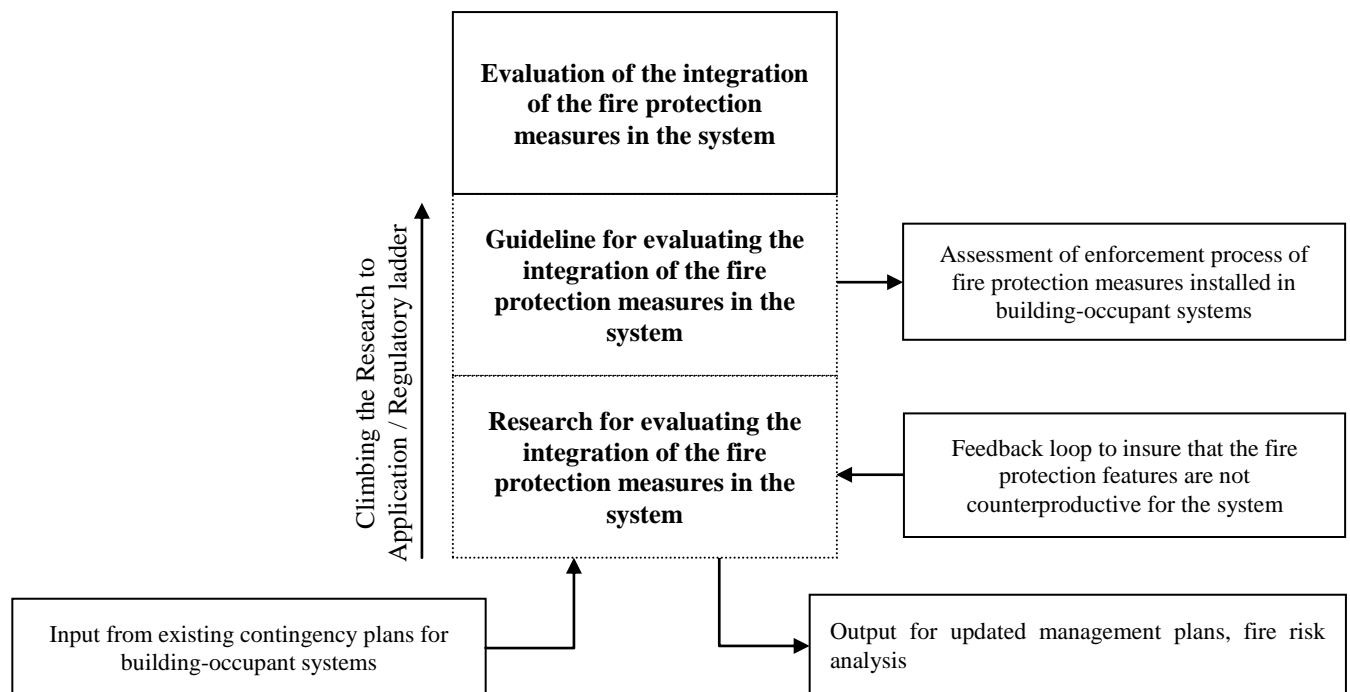 Evaluation of the integration
of the fire protection
measures in the system
Guideline for evaluating the
integration of the fire
protection measures in the
system
Assessment of enforcement process of
fire protection measures installed in
building-occupant systems
Climbing the Research to
Application / Regulatory ladder
Research for evaluating the
integration of the fire
protection measures in the
system
Feedback loop to insure that the fire
protection features are not
counterproductive for the system
Input from existing contingency plans for
building-occupant systems
Output for updated management plans, fire risk
analysis